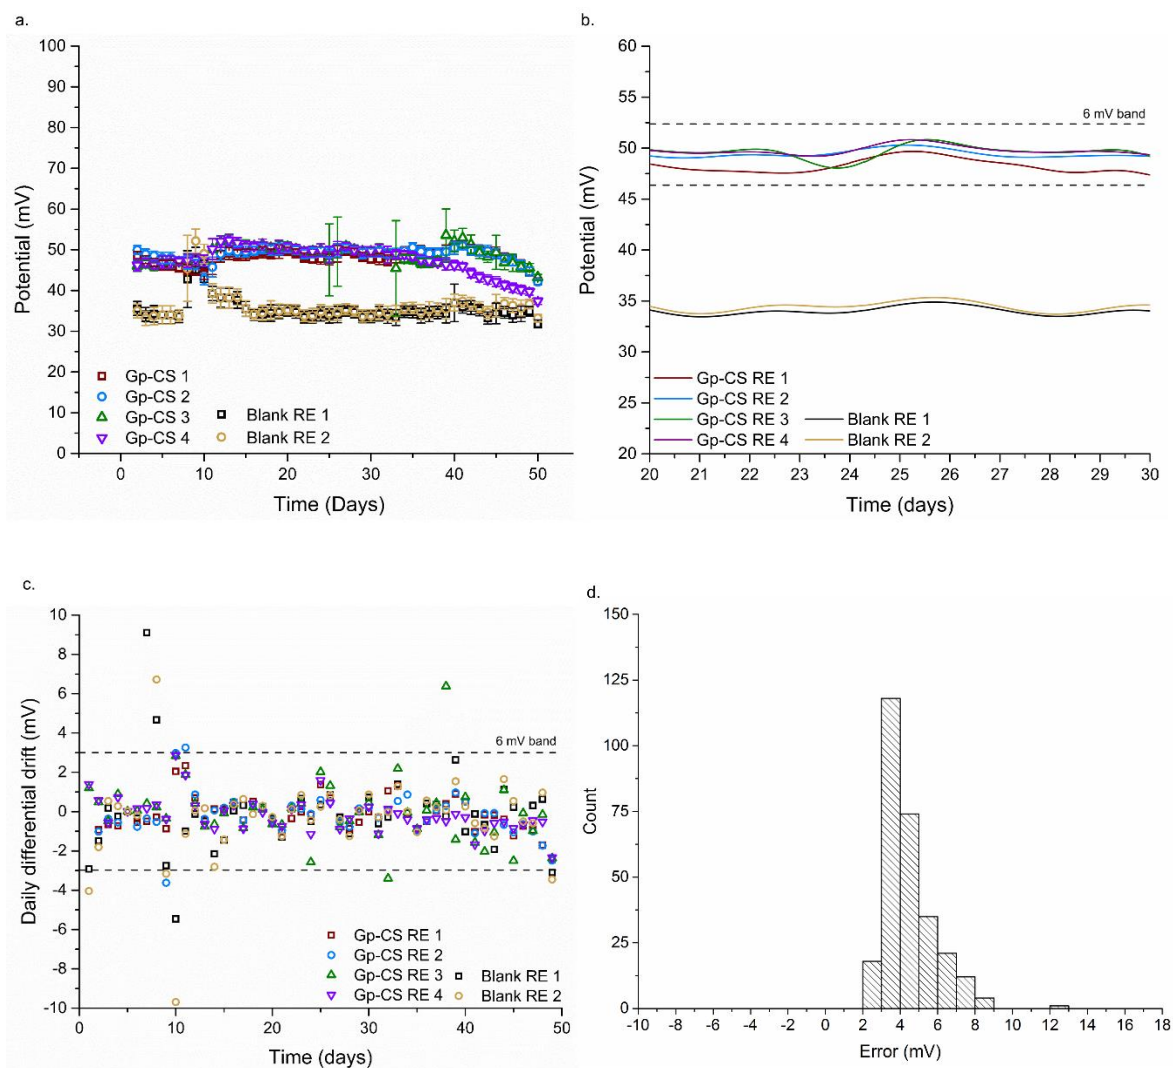 a.
100
90
80
70
60
50
40
30
20
10
0
Potential (mV)
Gp-CS 1
Gp-CS 2
Gp-CS 3
Gp-CS 4
Blank RE 1
Blank RE 2
0 10 20 30 40 50
Time (Days)
b.
60
55
50
45
40
35
30
25
20
Potential (mV)
6 mV band
Gp-CS RE 1
Gp-CS RE 2
Gp-CS RE 3
Gp-CS RE 4
Blank RE 1
Blank RE 2
20 21 22 23 24 25 26 27 28 29 30
Time (days)
c.
10
8
6
4
2
0
-2
-4
-6
-8
-10
Daily differential drift (mV)
6 mV band
Gp-CS RE 1
Gp-CS RE 2
Gp-CS RE 3
Gp-CS RE 4
Blank RE 1
Blank RE 2
0 10 20 30 40 50
Time (days)
d.
150
125
100
75
50
25
0
Count
-10 -8 -6 -4 -2 0 2 4 6 8 10 12 14 16 18
Error (mV)